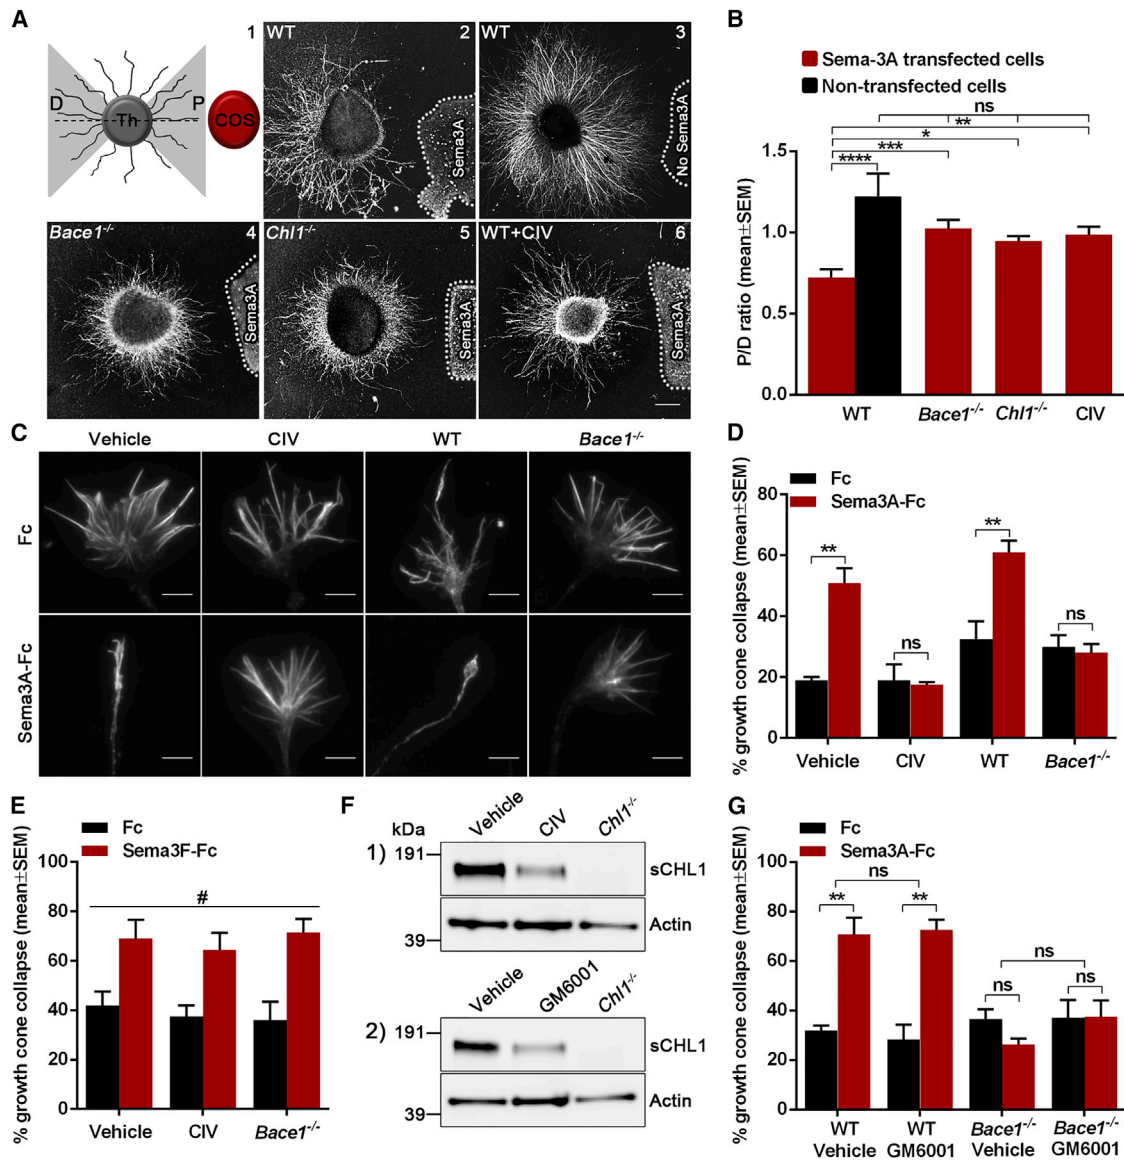 A
1
D
Th
P
COS
WT
2
Sema3A
WT
3
No Sema3A
Bace1-/-
4
Sema3A
Chl1-/-
5
Sema3A
WT+CIV
6
Sema3A
B
Sema-3A transfected cells
Non-transfected cells
ns
**
*
***
****
P/D ratio (mean±SEM)
1.5
1.0
0.5
0.0
WT
Bace1-/-
Chl1-/-
CIV
C
Vehicle
CIV
WT
Bace1-/-
Fc
Sema3A-Fc
D
Fc
Sema3A-Fc
% growth cone collapse (mean±SEM)
80
60
40
20
0
**
ns
**
ns
Vehicle
CIV
WT
Bace1-/-
E
Fc
Sema3F-Fc
% growth cone collapse (mean±SEM)
100
80
60
40
20
0
#
Vehicle
CIV
Bace1-/-
F
kDa
Vehicle
CIV
Chl1-/-
1)
191
sCHL1
Actin
39
Vehicle
GM6001
Chl1-/-
2)
191
sCHL1
Actin
39
G
Fc
Sema3A-Fc
% growth cone collapse (mean±SEM)
100
80
60
40
20
0
ns
**
**
ns
ns
ns
WT
Vehicle
WT
GM6001
Bace1-/-
Vehicle
Bace1-/-
GM6001